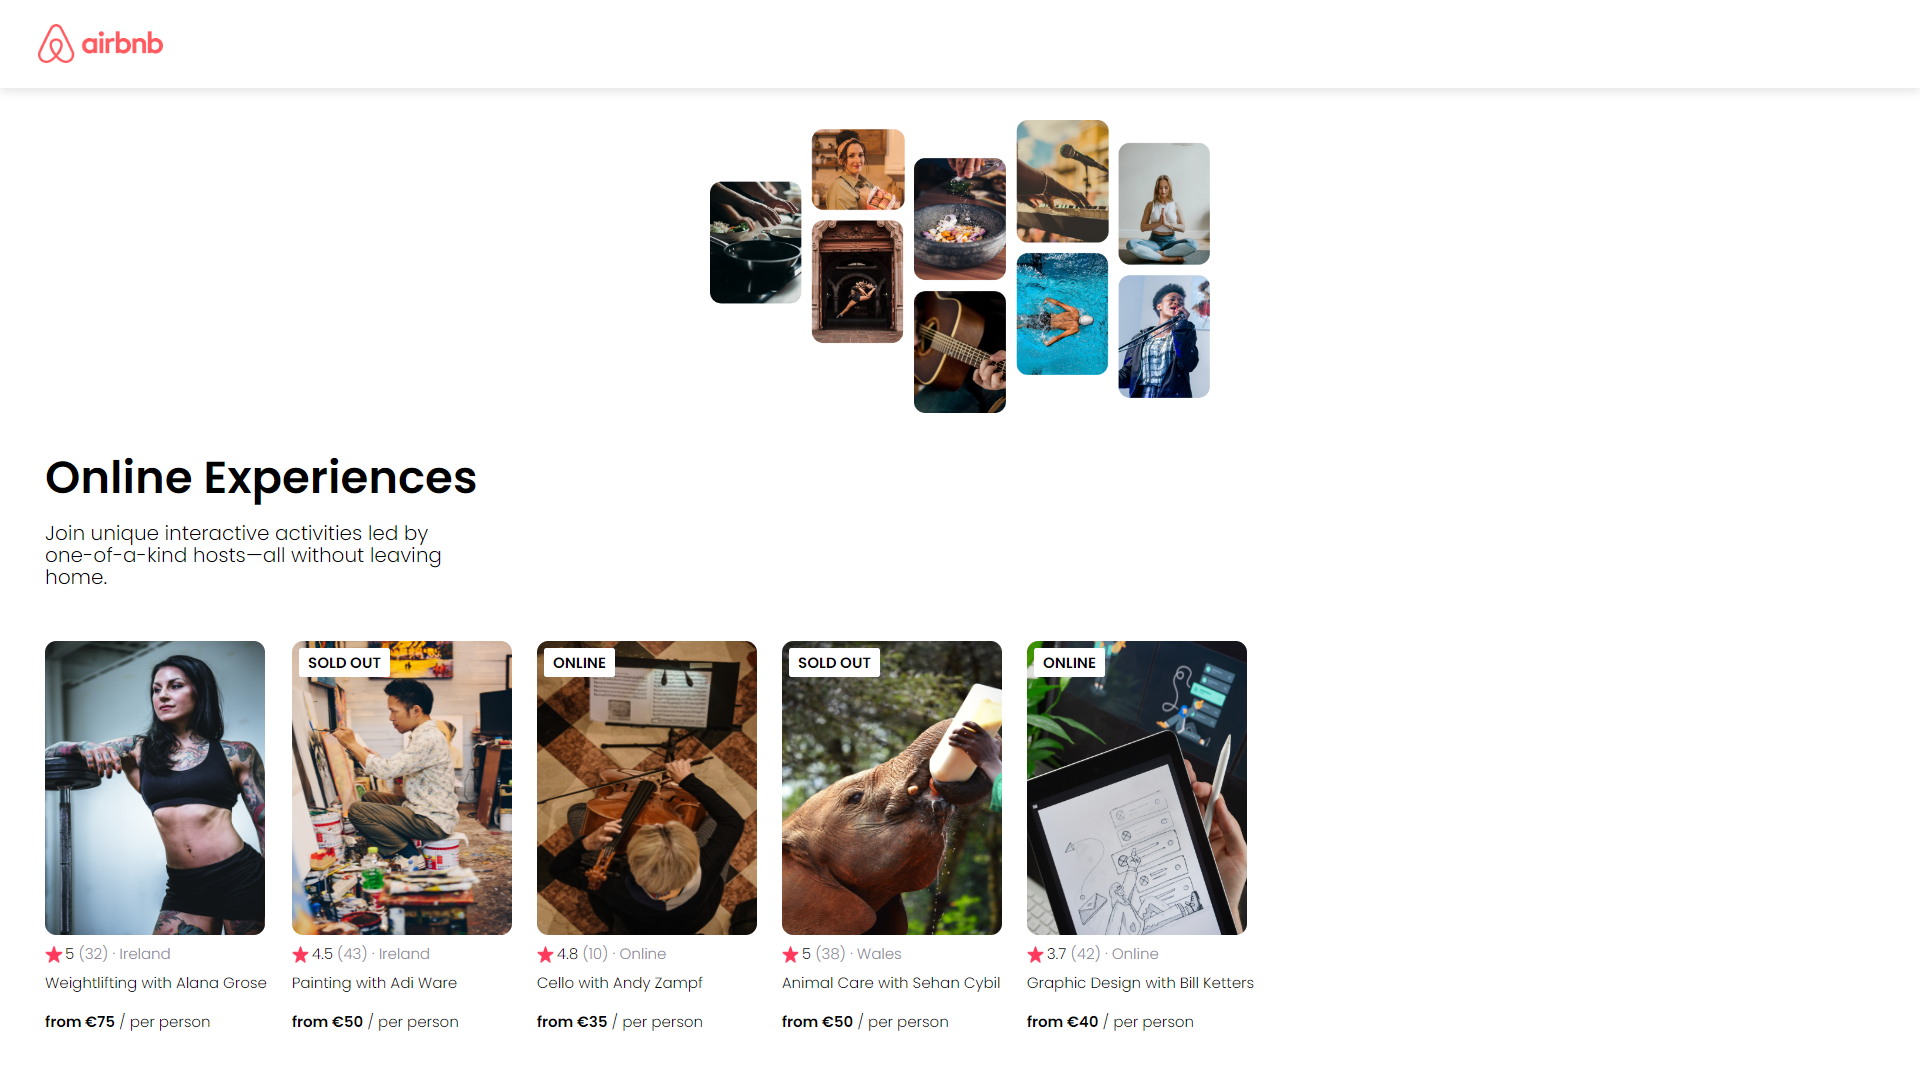 airbnb
Online Experiences
Join unique interactive activities led by
one-of-a-kind hosts—all without leaving
home.
5 (32) · Ireland
Weightlifting with Alana Grose
from €75 / per person
SOLD OUT
4.5 (43) · Ireland
Painting with Adi Ware
from €50 / per person
ONLINE
4.8 (10) · Online
Cello with Andy Zampf
from €35 / per person
SOLD OUT
5 (38) · Wales
Animal Care with Sehan Cybil
from €50 / per person
ONLINE
3.7 (42) · Online
Graphic Design with Bill Ketters
from €40 / per person